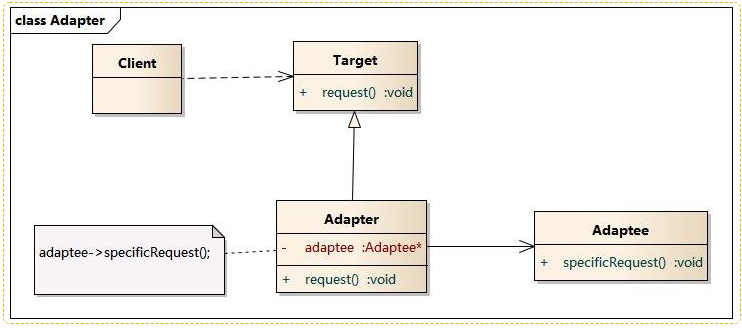 class Adapter
Client
Target
+ request() :void
Adapter
- adaptee :Adaptee*
+ request() :void
adaptee->specificRequest();
Adaptee
+ specificRequest() :void